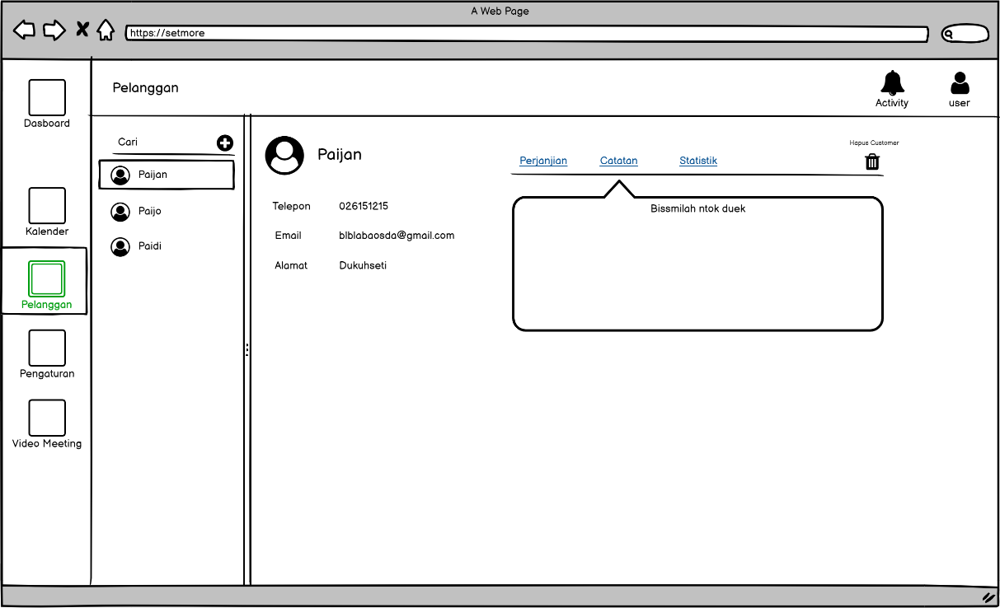 A Web Page
https://setmore
Dasboard
Kalender
Pelanggan
Pengaturan
Video Meeting
Pelanggan
Activity
user
Cari
Paijan
Paijo
Paidi
Paijan
Telepon 026151215
Email blblabaosda@gmail.com
Alamat Dukuhseti
Perjanjian Catatan Statistik
Hapus Customer
Bissmilah ntok duek